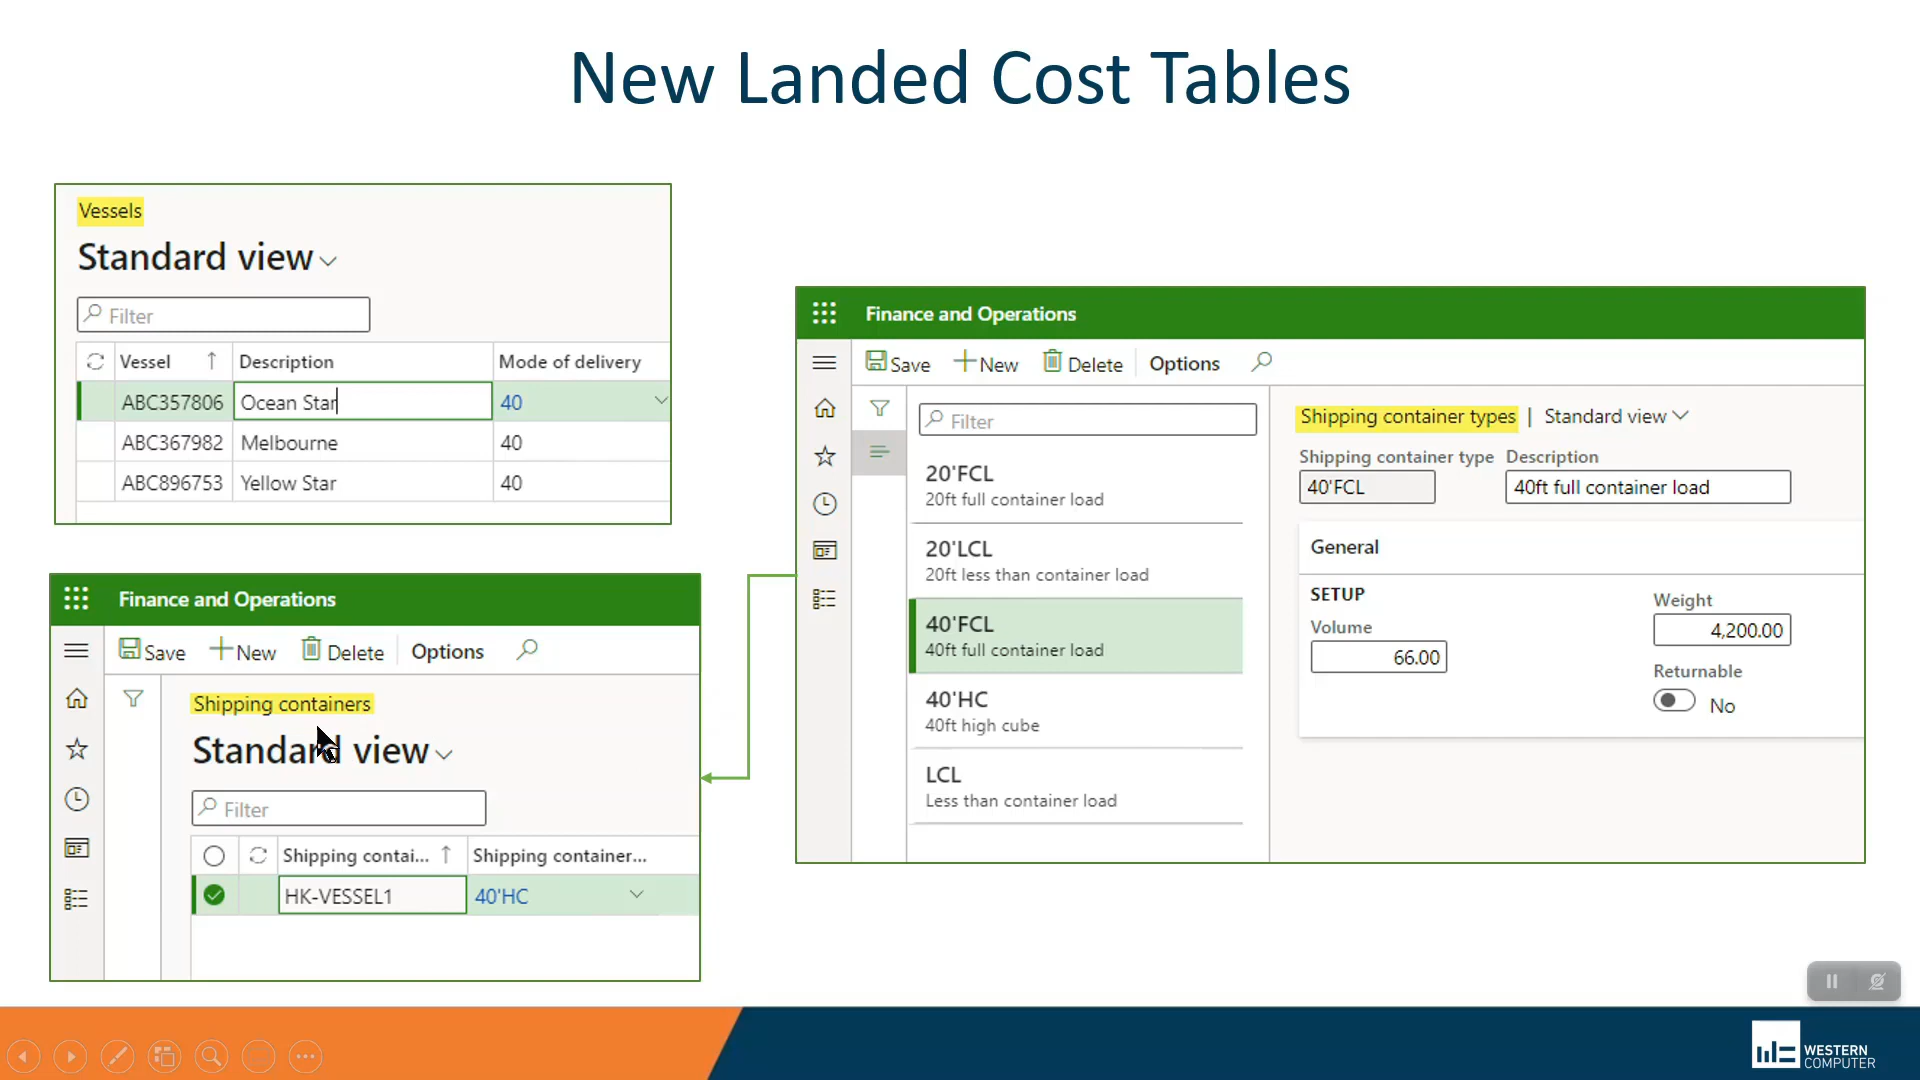 New Landed Cost Tables
Vessels
Standard view
Filter
Vessel Description Mode of delivery
ABC357806 Ocean Star 40
ABC367982 Melbourne 40
ABC896753 Yellow Star 40
Finance and Operations
Save New Delete Options
Shipping containers
Standard view
Filter
Shipping contai... Shipping container...
HK-VESSEL1 40'HC
Finance and Operations
Save New Delete Options
Filter
20'FCL
20ft full container load
20'LCL
20ft less than container load
40'FCL
40ft full container load
40'HC
40ft high cube
LCL
Less than container load
Shipping container types | Standard view
Shipping container type Description
40'FCL 40ft full container load
General
SETUP
Volume
66.00
Weight
4,200.00
Returnable
No
WESTERN
COMPUTER